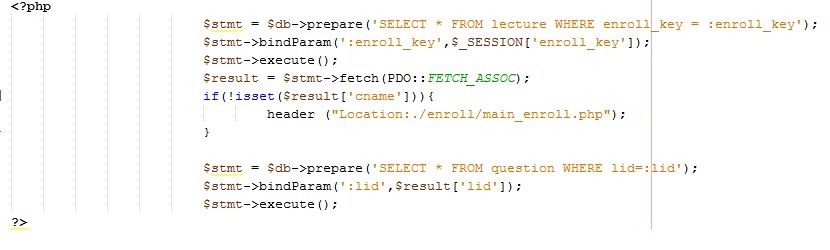 <?php
$stmt = $db->prepare('SELECT * FROM lecture WHERE enroll_key = :enroll_key');
$stmt->bindParam(':enroll_key',$_SESSION['enroll_key']);
$stmt->execute();
$result = $stmt->fetch(PDO::FETCH_ASSOC);
if(!isset($result['cname'])){
header ("Location:./enroll/main_enroll.php");
}
$stmt = $db->prepare('SELECT * FROM question WHERE lid=:lid');
$stmt->bindParam(':lid',$result['lid']);
$stmt->execute();
?>